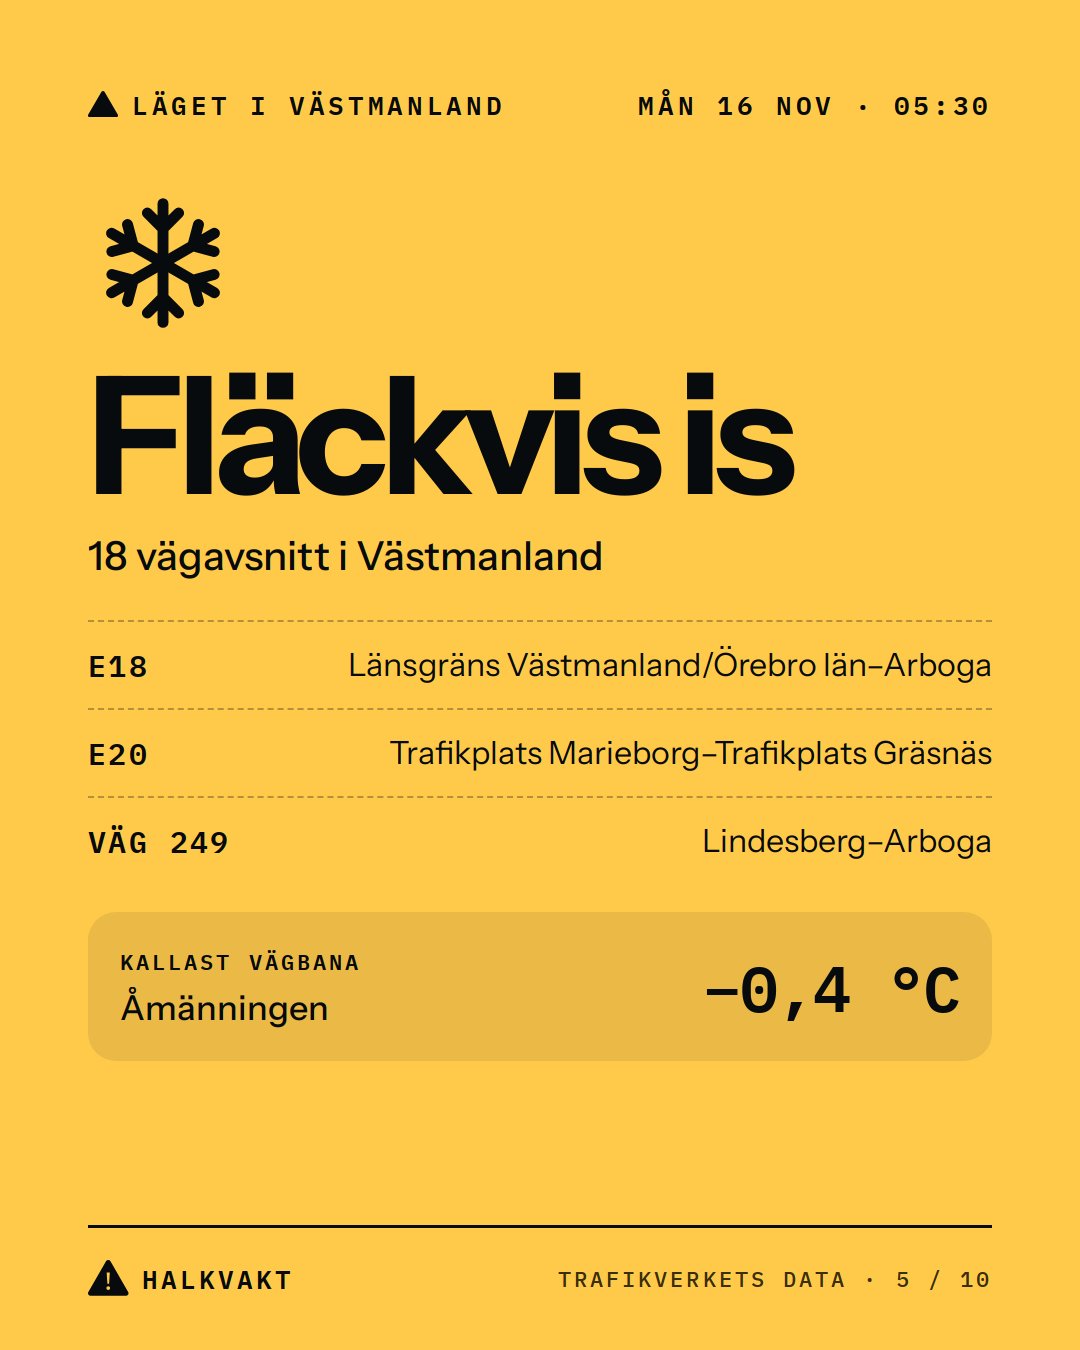 LÄGET I VÄSTMANLAND
MÅN 16 NOV · 05:30
Fläckvis is
18 vägavsnitt i Västmanland
E18 Länsgräns Västmanland/Örebro län–Arboga
E20 Trafikplats Marieborg–Trafikplats Gräsnäs
VÄG 249 Lindesberg–Arboga
KALLAST VÄGBANA
Åmänningen
−0,4 °C
HALKVAKT
TRAFIKVERKETS DATA · 5 / 10